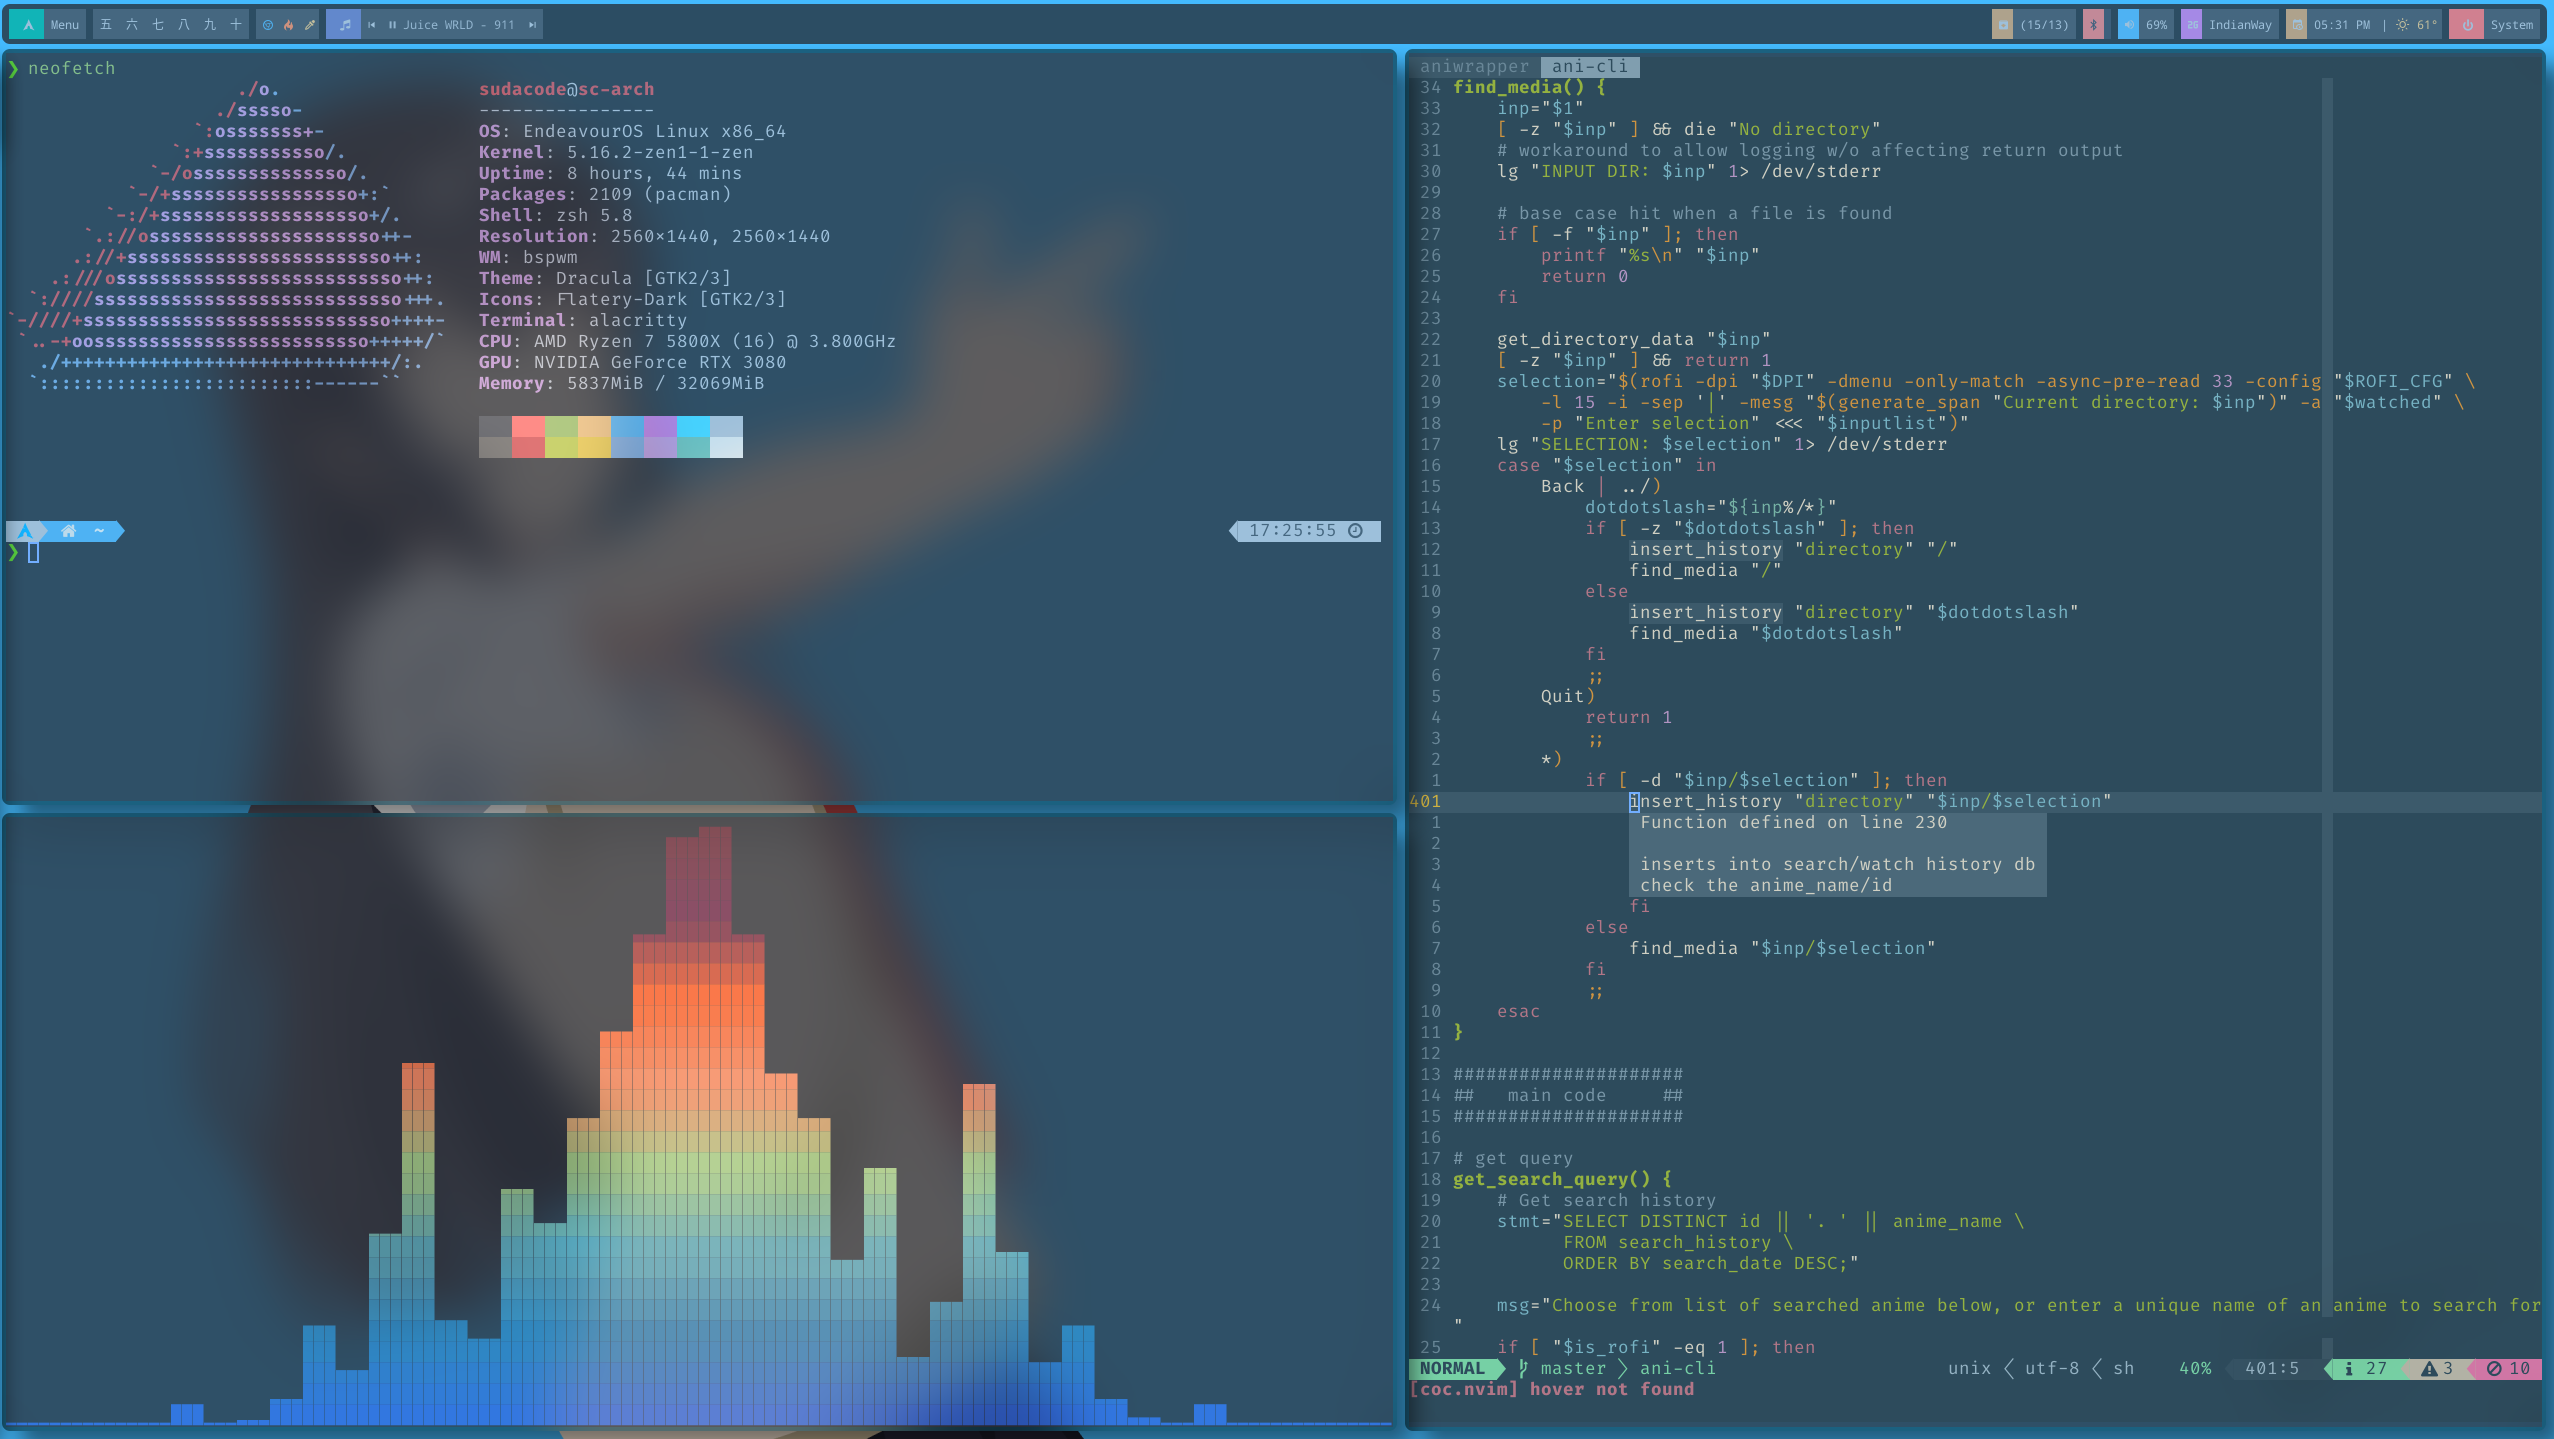 Menu 五 六 七 八 九 十 Juice WRLD - 911 (15/13) 69% 2G IndianWay 05:31 PM | 61° System
❯ neofetch
./o.
./sssso-
`:osssssss+-
`:+sssssssssso/.
`-/ossssssssssssso/.
`-/+sssssssssssssssso+:`
`-:/+sssssssssssssssssso+/.
`.://osssssssssssssssssssso++-
.://+ssssssssssssssssssssssso++:
.:///ossssssssssssssssssssssssso++:
`:////ssssssssssssssssssssssssssso+++.
`-////+ssssssssssssssssssssssssssso++++-
`..-+oosssssssssssssssssssssssso+++++/`
./++++++++++++++++++++++++++++++/:.
`:::::::::::::::::::::::::------``
sudacode@sc-arch
----------------
OS: EndeavourOS Linux x86_64
Kernel: 5.16.2-zen1-1-zen
Uptime: 8 hours, 44 mins
Packages: 2109 (pacman)
Shell: zsh 5.8
Resolution: 2560×1440, 2560×1440
WM: bspwm
Theme: Dracula [GTK2/3]
Icons: Flatery-Dark [GTK2/3]
Terminal: alacritty
CPU: AMD Ryzen 7 5800X (16) @ 3.800GHz
GPU: NVIDIA GeForce RTX 3080
Memory: 5837MiB / 32069MiB
~ 17:25:55
❯
aniwrapper ani-cli
34 find_media() {
33 inp="$1"
32 [ -z "$inp" ] && die "No directory"
31 # workaround to allow logging w/o affecting return output
30 lg "INPUT DIR: $inp" 1> /dev/stderr
29
28 # base case hit when a file is found
27 if [ -f "$inp" ]; then
26 printf "%s\n" "$inp"
25 return 0
24 fi
23
22 get_directory_data "$inp"
21 [ -z "$inp" ] && return 1
20 selection="$(rofi -dpi "$DPI" -dmenu -only-match -async-pre-read 33 -config "$ROFI_CFG" \
19 -l 15 -i -sep '|' -mesg "$(generate_span "Current directory: $inp")" -a "$watched" \
18 -p "Enter selection" <<< "$inputlist")"
17 lg "SELECTION: $selection" 1> /dev/stderr
16 case "$selection" in
15 Back | ../)
14 dotdotslash="${inp%/*}"
13 if [ -z "$dotdotslash" ]; then
12 insert_history "directory" "/"
11 find_media "/"
10 else
9 insert_history "directory" "$dotdotslash"
8 find_media "$dotdotslash"
7 fi
6 ;;
5 Quit)
4 return 1
3 ;;
2 *)
1 if [ -d "$inp/$selection" ]; then
401 insert_history "directory" "$inp/$selection"
1 Function defined on line 230
2
3 inserts into search/watch history db
4 check the anime_name/id
5 fi
6 else
7 find_media "$inp/$selection"
8 fi
9 ;;
10 esac
11 }
12
13 #####################
14 ## main code ##
15 #####################
16
17 # get query
18 get_search_query() {
19 # Get search history
20 stmt="SELECT DISTINCT id || '. ' || anime_name \
21 FROM search_history \
22 ORDER BY search_date DESC;"
23
24 msg="Choose from list of searched anime below, or enter a unique name of an anime to search for
"
25 if [ "$is_rofi" -eq 1 ]; then
NORMAL master ani-cli unix utf-8 sh 40% 401:5 27 3 10
[coc.nvim] hover not found